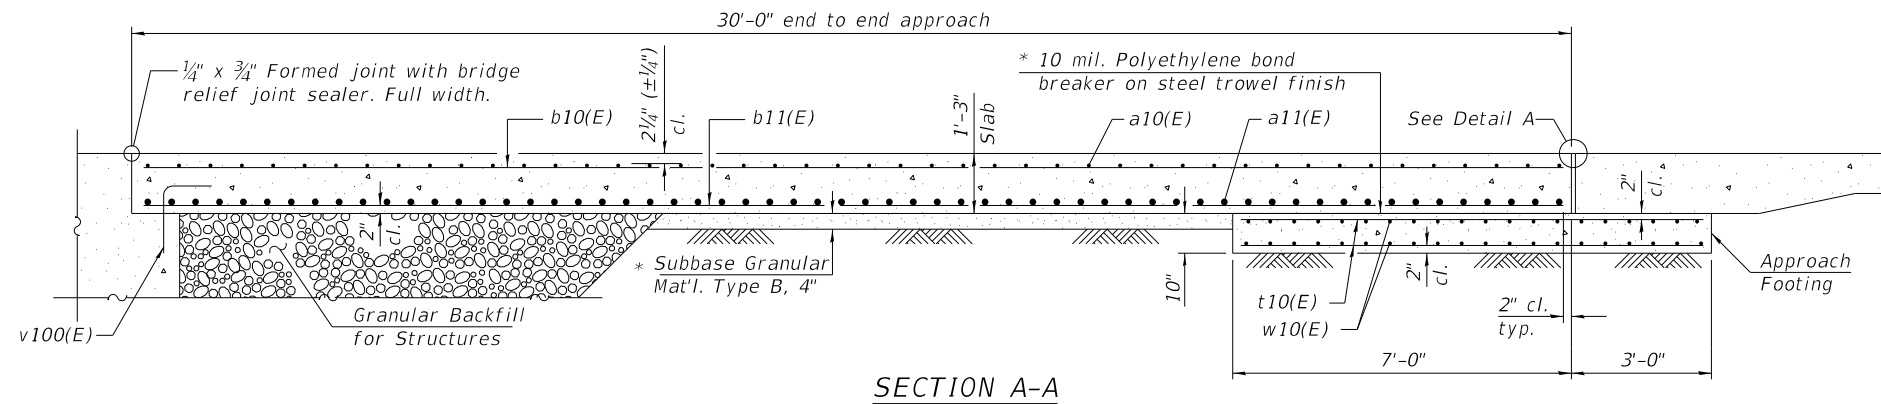 30'-0" end to end approach
1/4" x 3/4" Formed joint with bridge
relief joint sealer. Full width.
b10(E)
2 1/4" (±1/4")
cl.
b11(E)
1'-3"
Slab
* 10 mil. Polyethylene bond
breaker on steel trowel finish
a10(E)
a11(E)
See Detail A
2"
cl.
2"
cl.
* Subbase Granular
Mat'l. Type B, 4"
10"
2"
cl.
Approach
Footing
t10(E)
w10(E)
2" cl.
typ.
Granular Backfill
for Structures
v100(E)
7'-0"
3'-0"
SECTION A-A